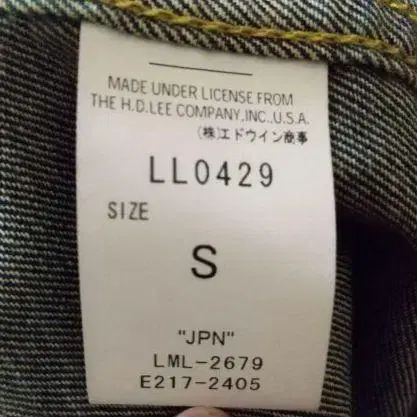 MADE UNDER LICENSE FROM
THE H.D.LEE COMPANY,INC.,U.S.A.
(株)エドウイン商事
LL0429
SIZE
S
"JPN"
LML-2679
E217-2405